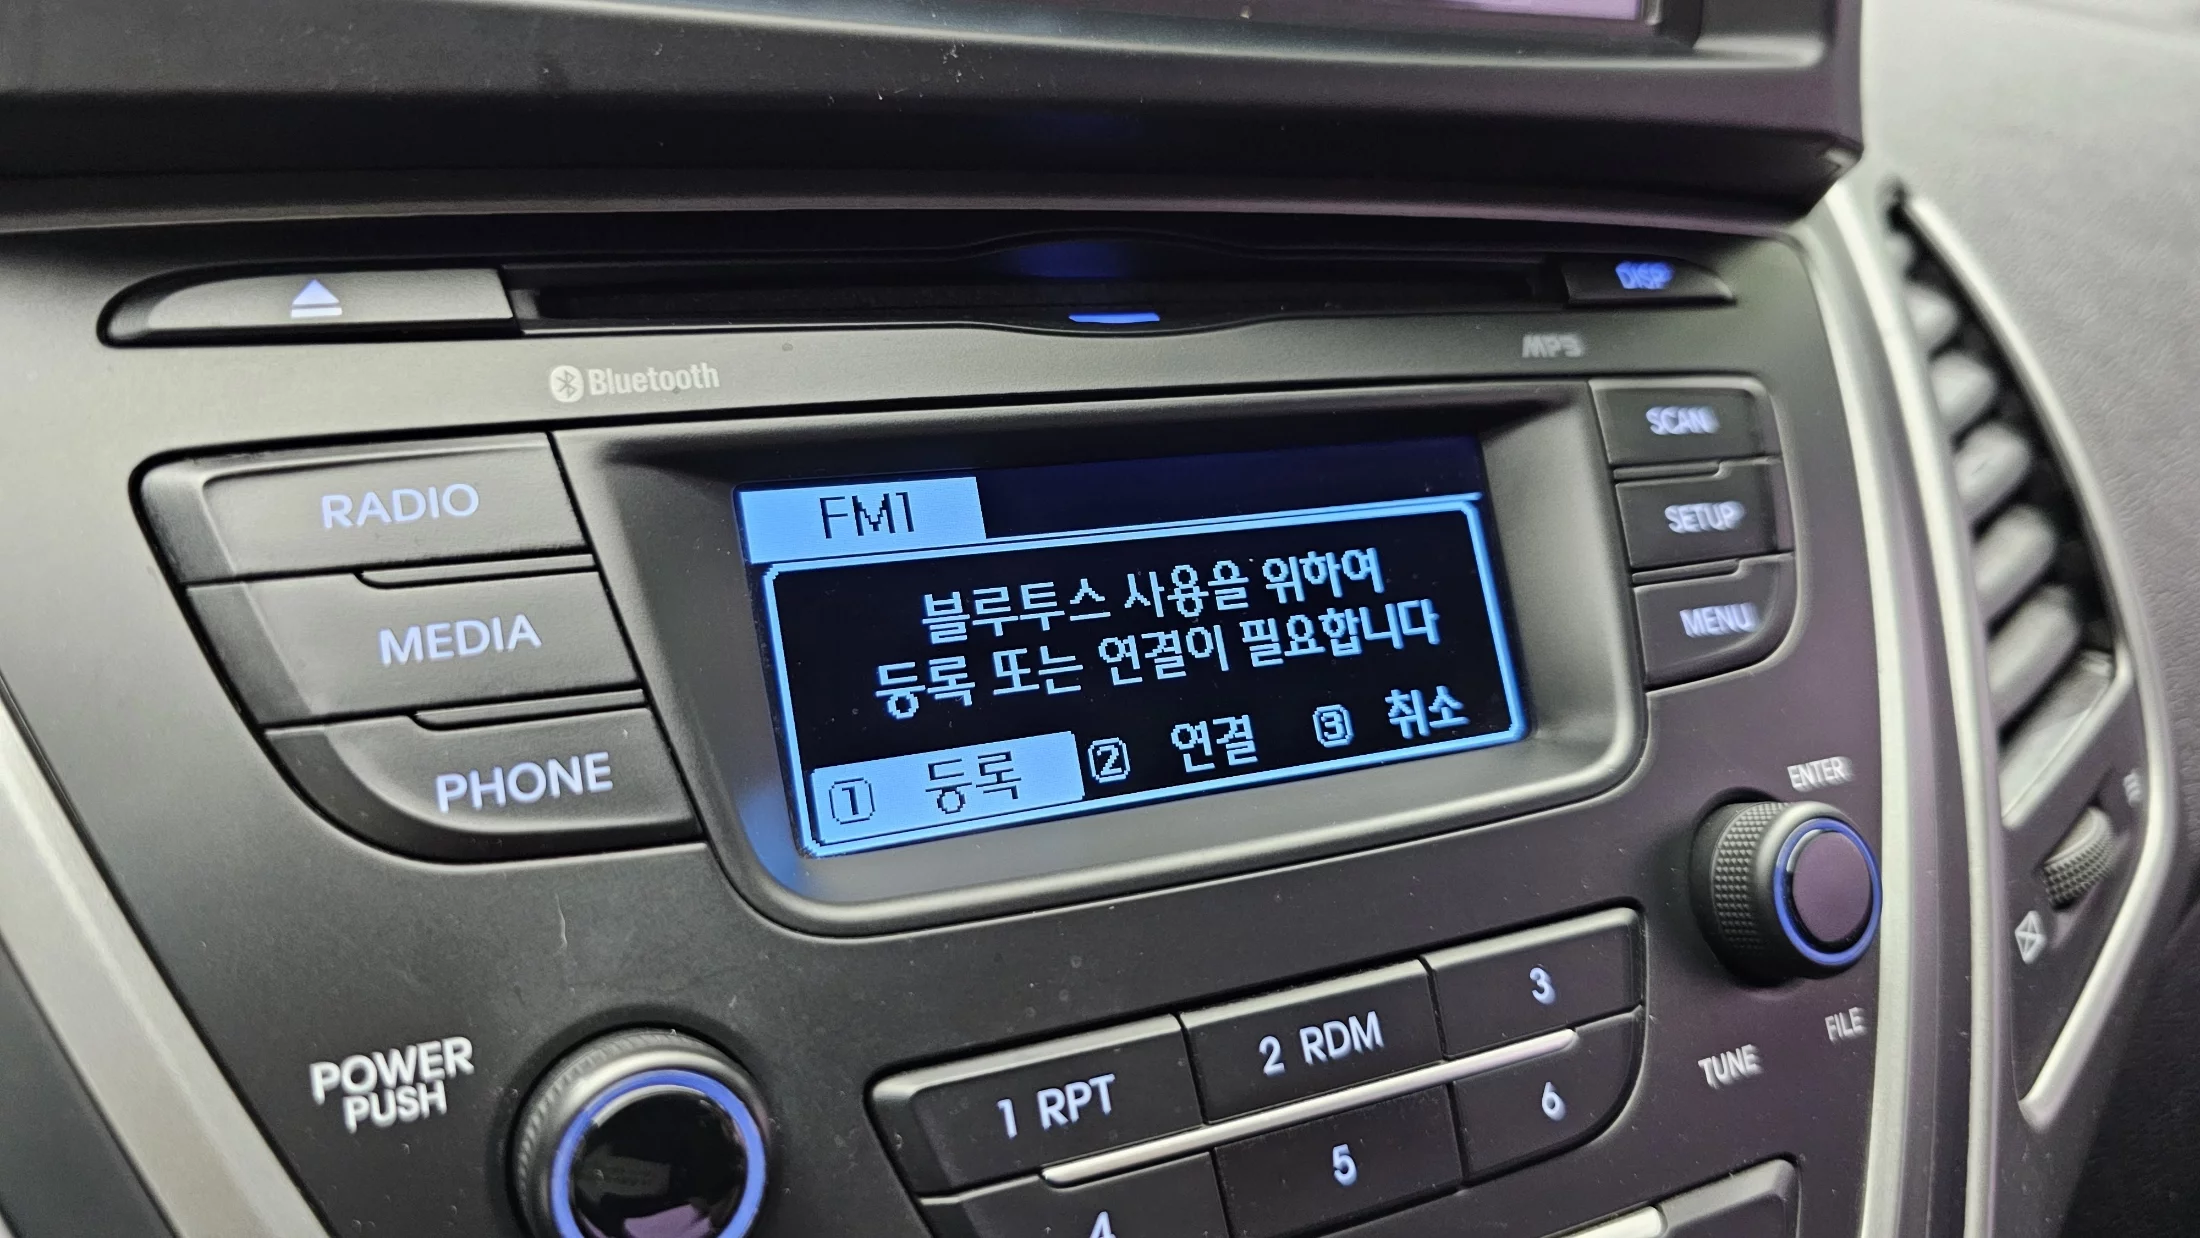 DISP
Bluetooth
MP3
RADIO
MEDIA
PHONE
FM1
블루투스 사용을 위하여
등록 또는 연결이 필요합니다
① 등록 ② 연결 ③ 취소
SCAN
SETUP
MENU
ENTER
POWER
PUSH
TUNE
FILE
1 RPT
2 RDM
3
4
5
6